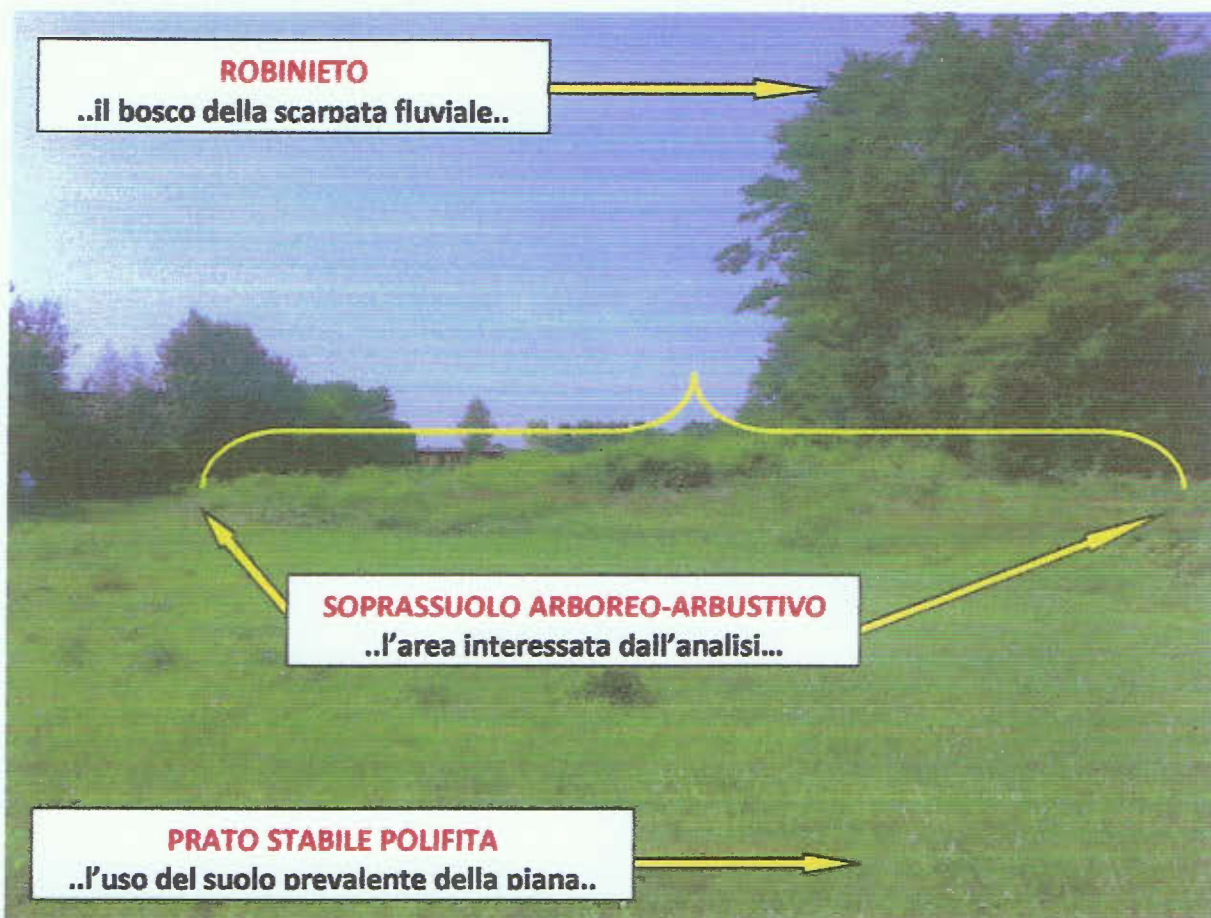 ROBINIETO
..il bosco della scarpata fluviale..
SOPRASSUOLO ARBOREO-ARBUSTIVO
..l'area interessata dall'analisi...
PRATO STABILE POLIFITA
..l'uso del suolo prevalente della piana..